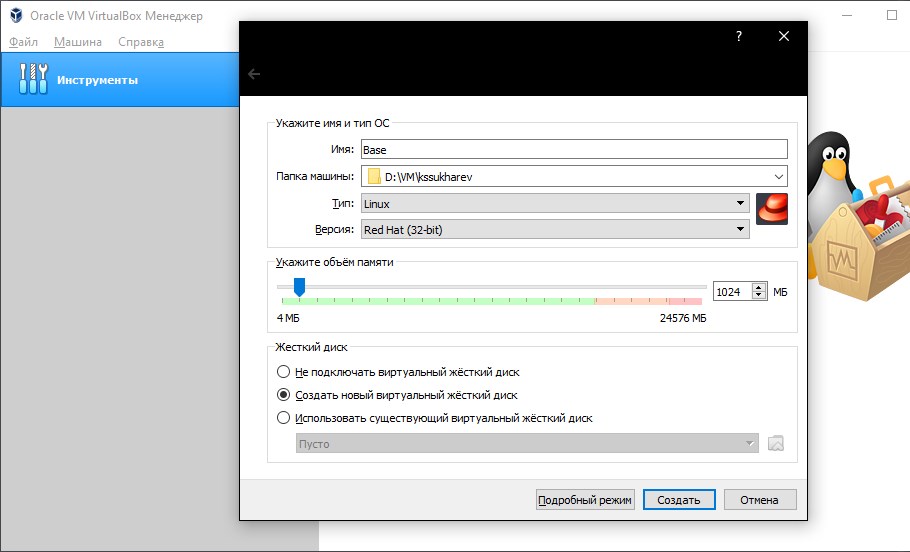 Oracle VM VirtualBox Менеджер
Файл Машина Справка
?
Инструменты
Укажите имя и тип ОС
Имя: Base
Папка машины: D:\VM\kssukharev
Тип: Linux
Версия: Red Hat (32-bit)
Укажите объём памяти
1024 МБ
4 МБ 24576 МБ
Жесткий диск
Не подключать виртуальный жёсткий диск
Создать новый виртуальный жёсткий диск
Использовать существующий виртуальный жёсткий диск
Пусто
Подробный режим Создать Отмена